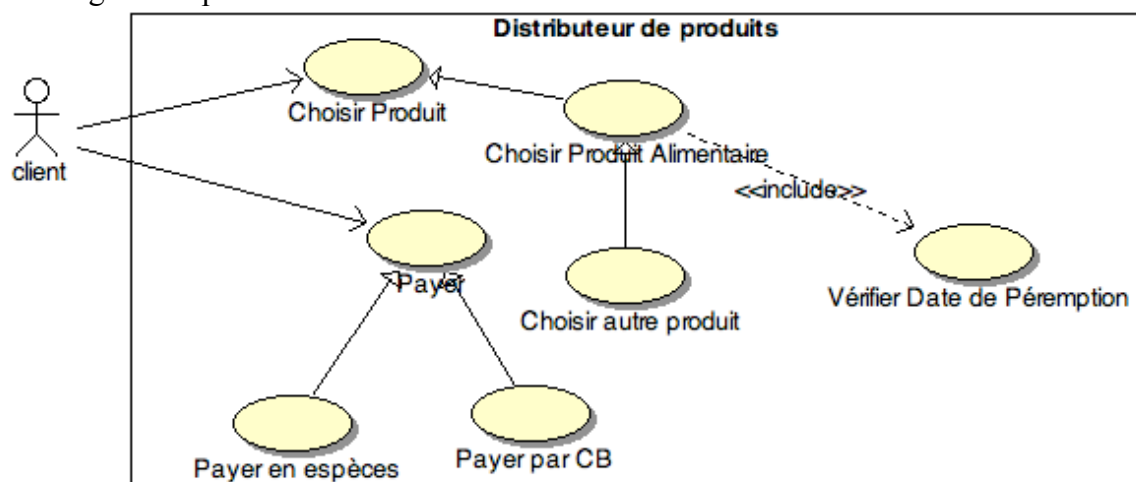 Distributeur de produits
Choisir Produit
client
Choisir Produit Alimentaire
<<include>>
Payer
Vérifier Date de Péremption
Choisir autre produit
Payer en espèces
Payer par CB